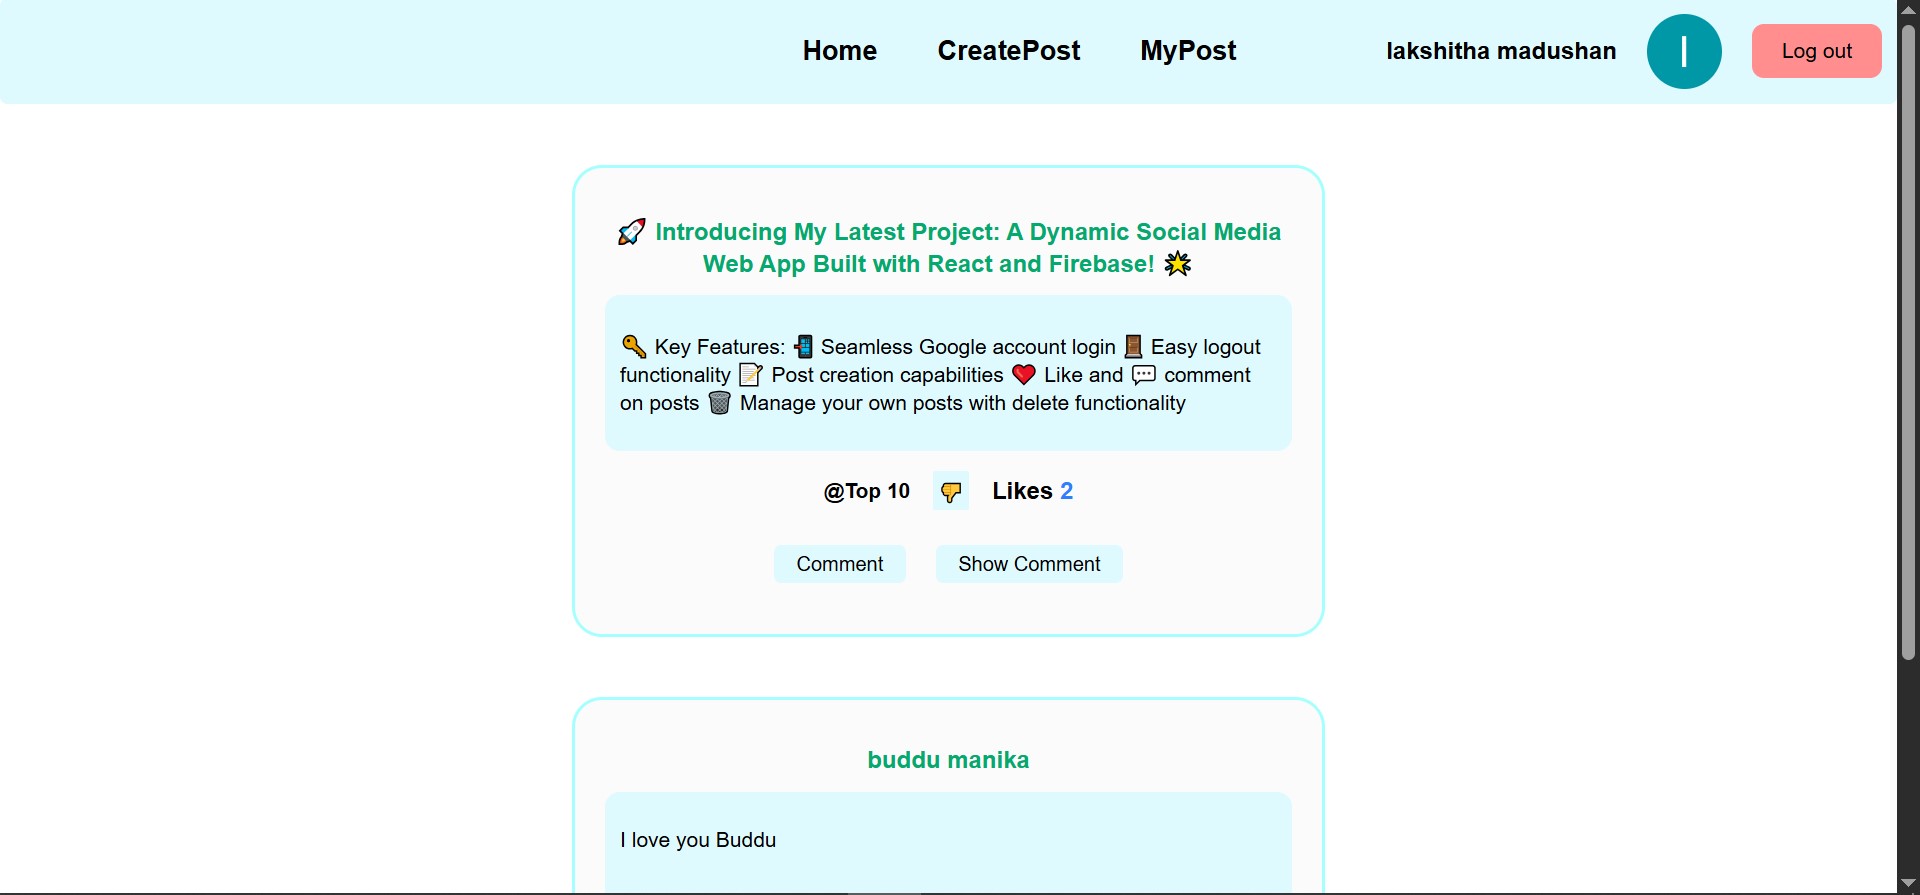 Home CreatePost MyPost lakshitha madushan l Log out
🚀 Introducing My Latest Project: A Dynamic Social Media
Web App Built with React and Firebase! 🌟
🔑 Key Features: 📲 Seamless Google account login 🚪 Easy logout
functionality 📝 Post creation capabilities ❤️ Like and 💬 comment
on posts 🗑️ Manage your own posts with delete functionality
@Top 10 👎 Likes 2
Comment Show Comment
buddu manika
I love you Buddu